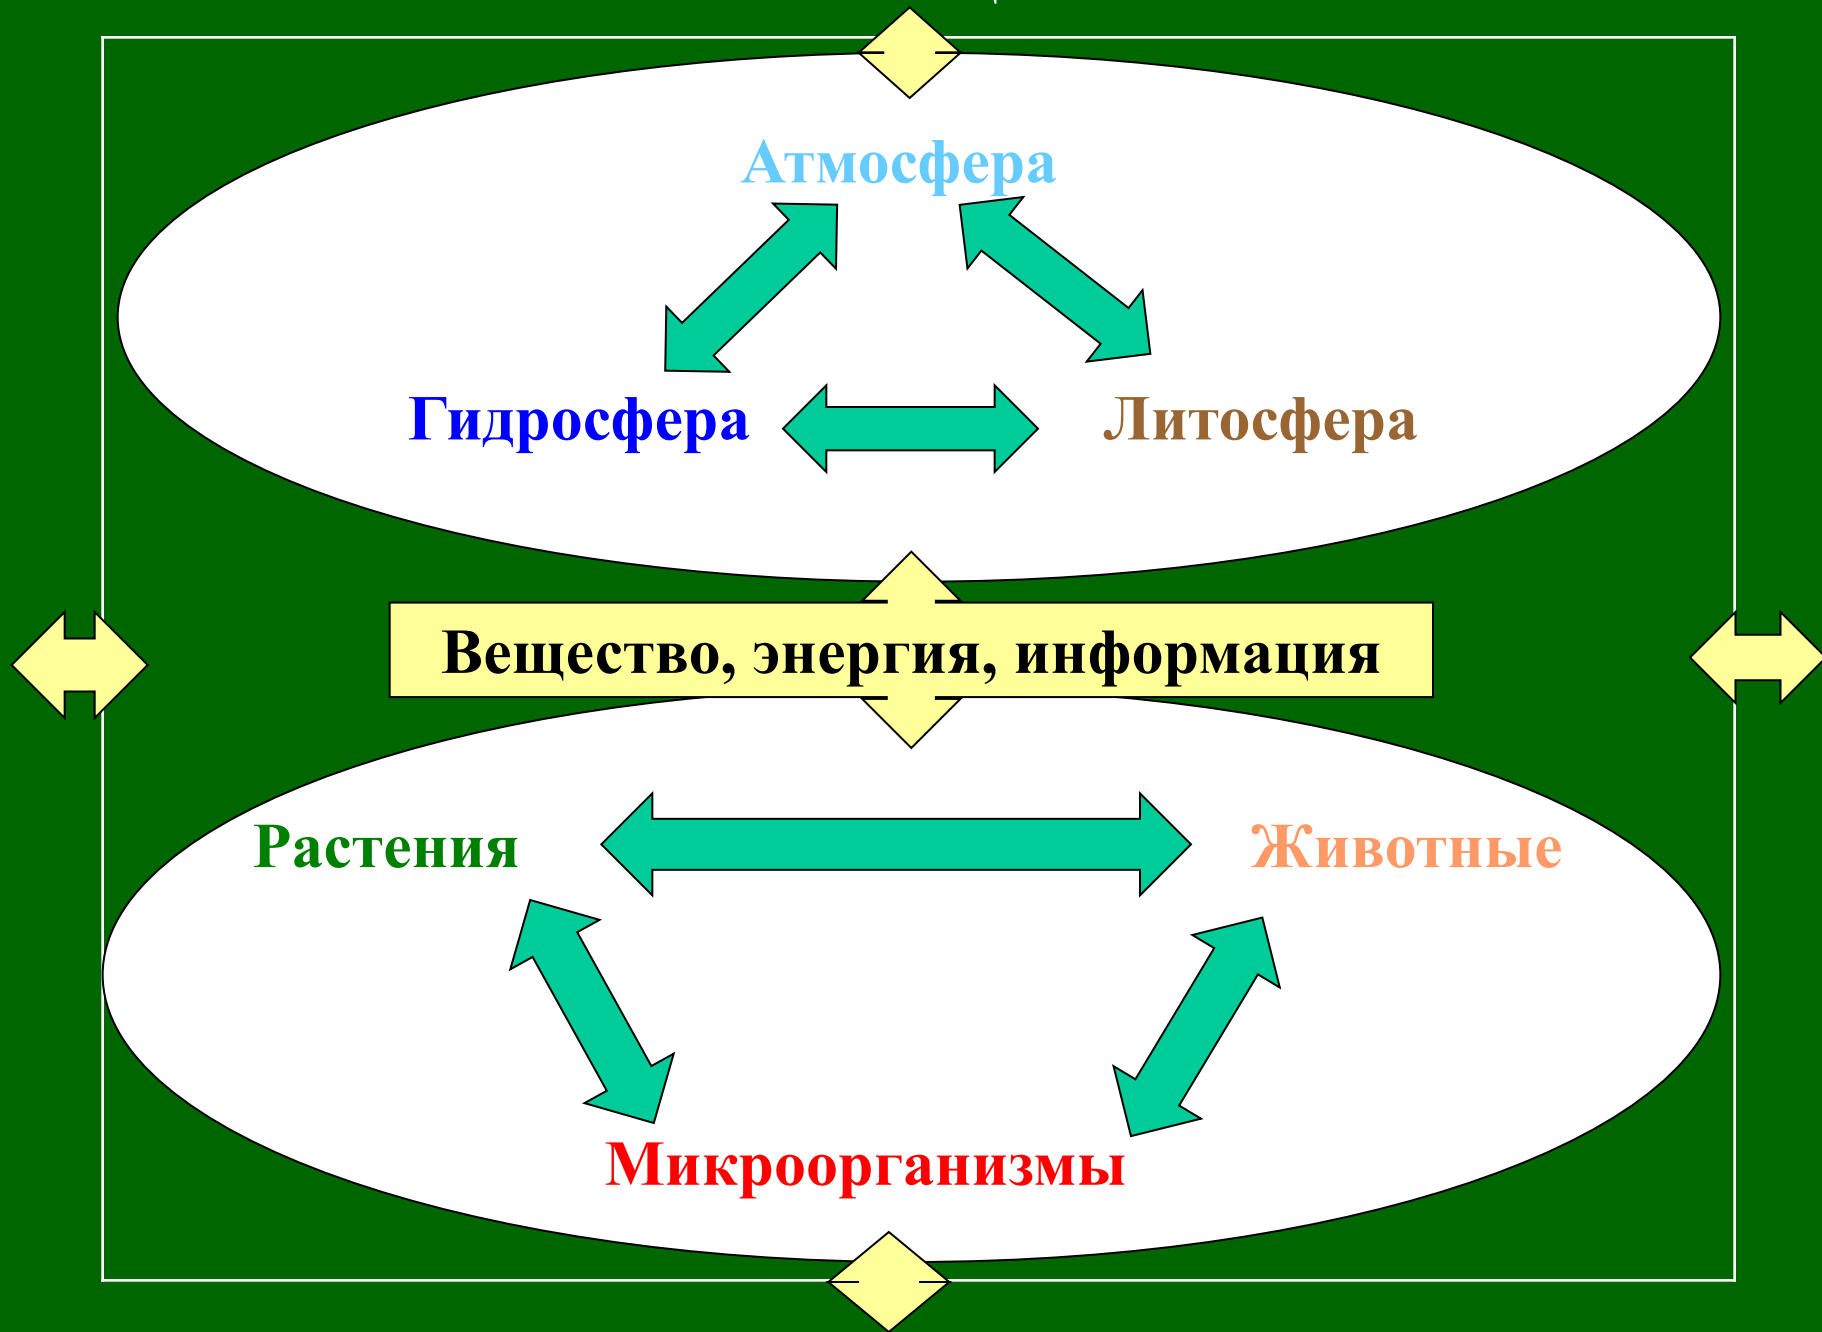 Атмосфера
Гидросфера
Литосфера
Вещество, энергия, информация
Растения
Животные
Микроорганизмы